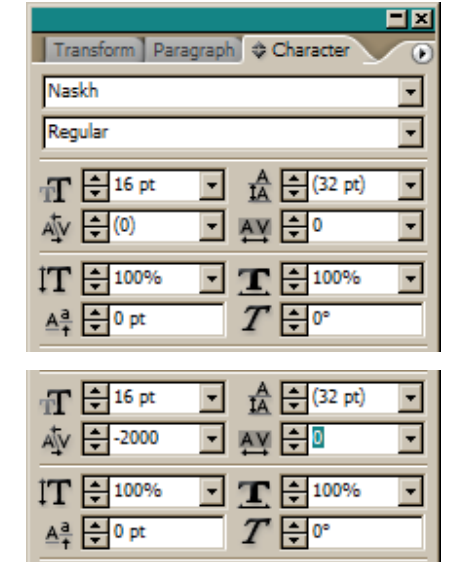 Transform Paragraph Character
Naskh
Regular
16 pt (32 pt)
(0) 0
100% 100%
0 pt 0°
16 pt (32 pt)
-2000 0
100% 100%
0 pt 0°